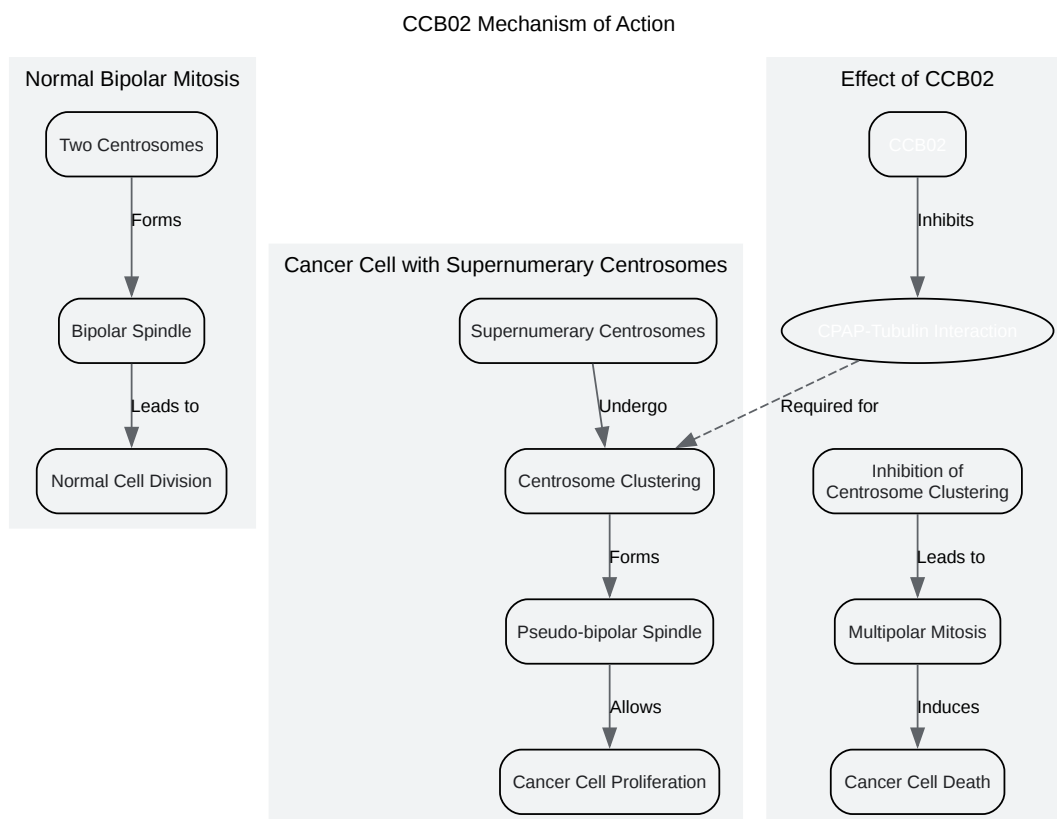 CCB02 Mechanism of Action
Normal Bipolar Mitosis
Two Centrosomes
Forms
Bipolar Spindle
Leads to
Normal Cell Division
Cancer Cell with Supernumerary Centrosomes
Supernumerary Centrosomes
Undergo
Centrosome Clustering
Forms
Pseudo-bipolar Spindle
Allows
Cancer Cell Proliferation
Effect of CCB02
CCB02
Inhibits
CPAP-Tubulin Interaction
Required for
Inhibition of
Centrosome Clustering
Leads to
Multipolar Mitosis
Induces
Cancer Cell Death